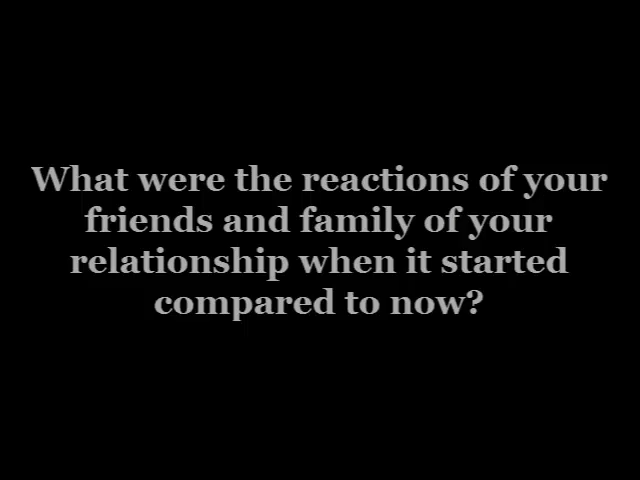 What were the reactions of your
friends and family of your
relationship when it started
compared to now?